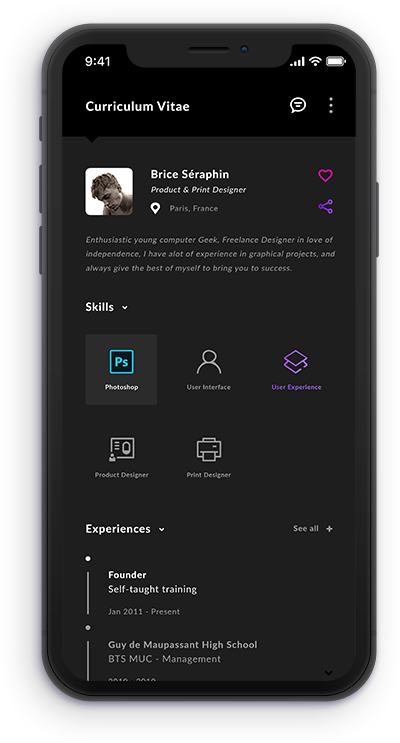 9:41
Curriculum Vitae
Brice Séraphin
Product & Print Designer
Paris, France
Enthusiastic young computer Geek, Freelance Designer in love of
independence, I have alot of experience in graphical projects, and
always give the best of myself to bring you to success.
Skills
Ps
Photoshop
User Interface
User Experience
Product Designer
Print Designer
Experiences
See all +
Founder
Self-taught training
Jan 2011 - Present
Guy de Maupassant High School
BTS MUC - Management